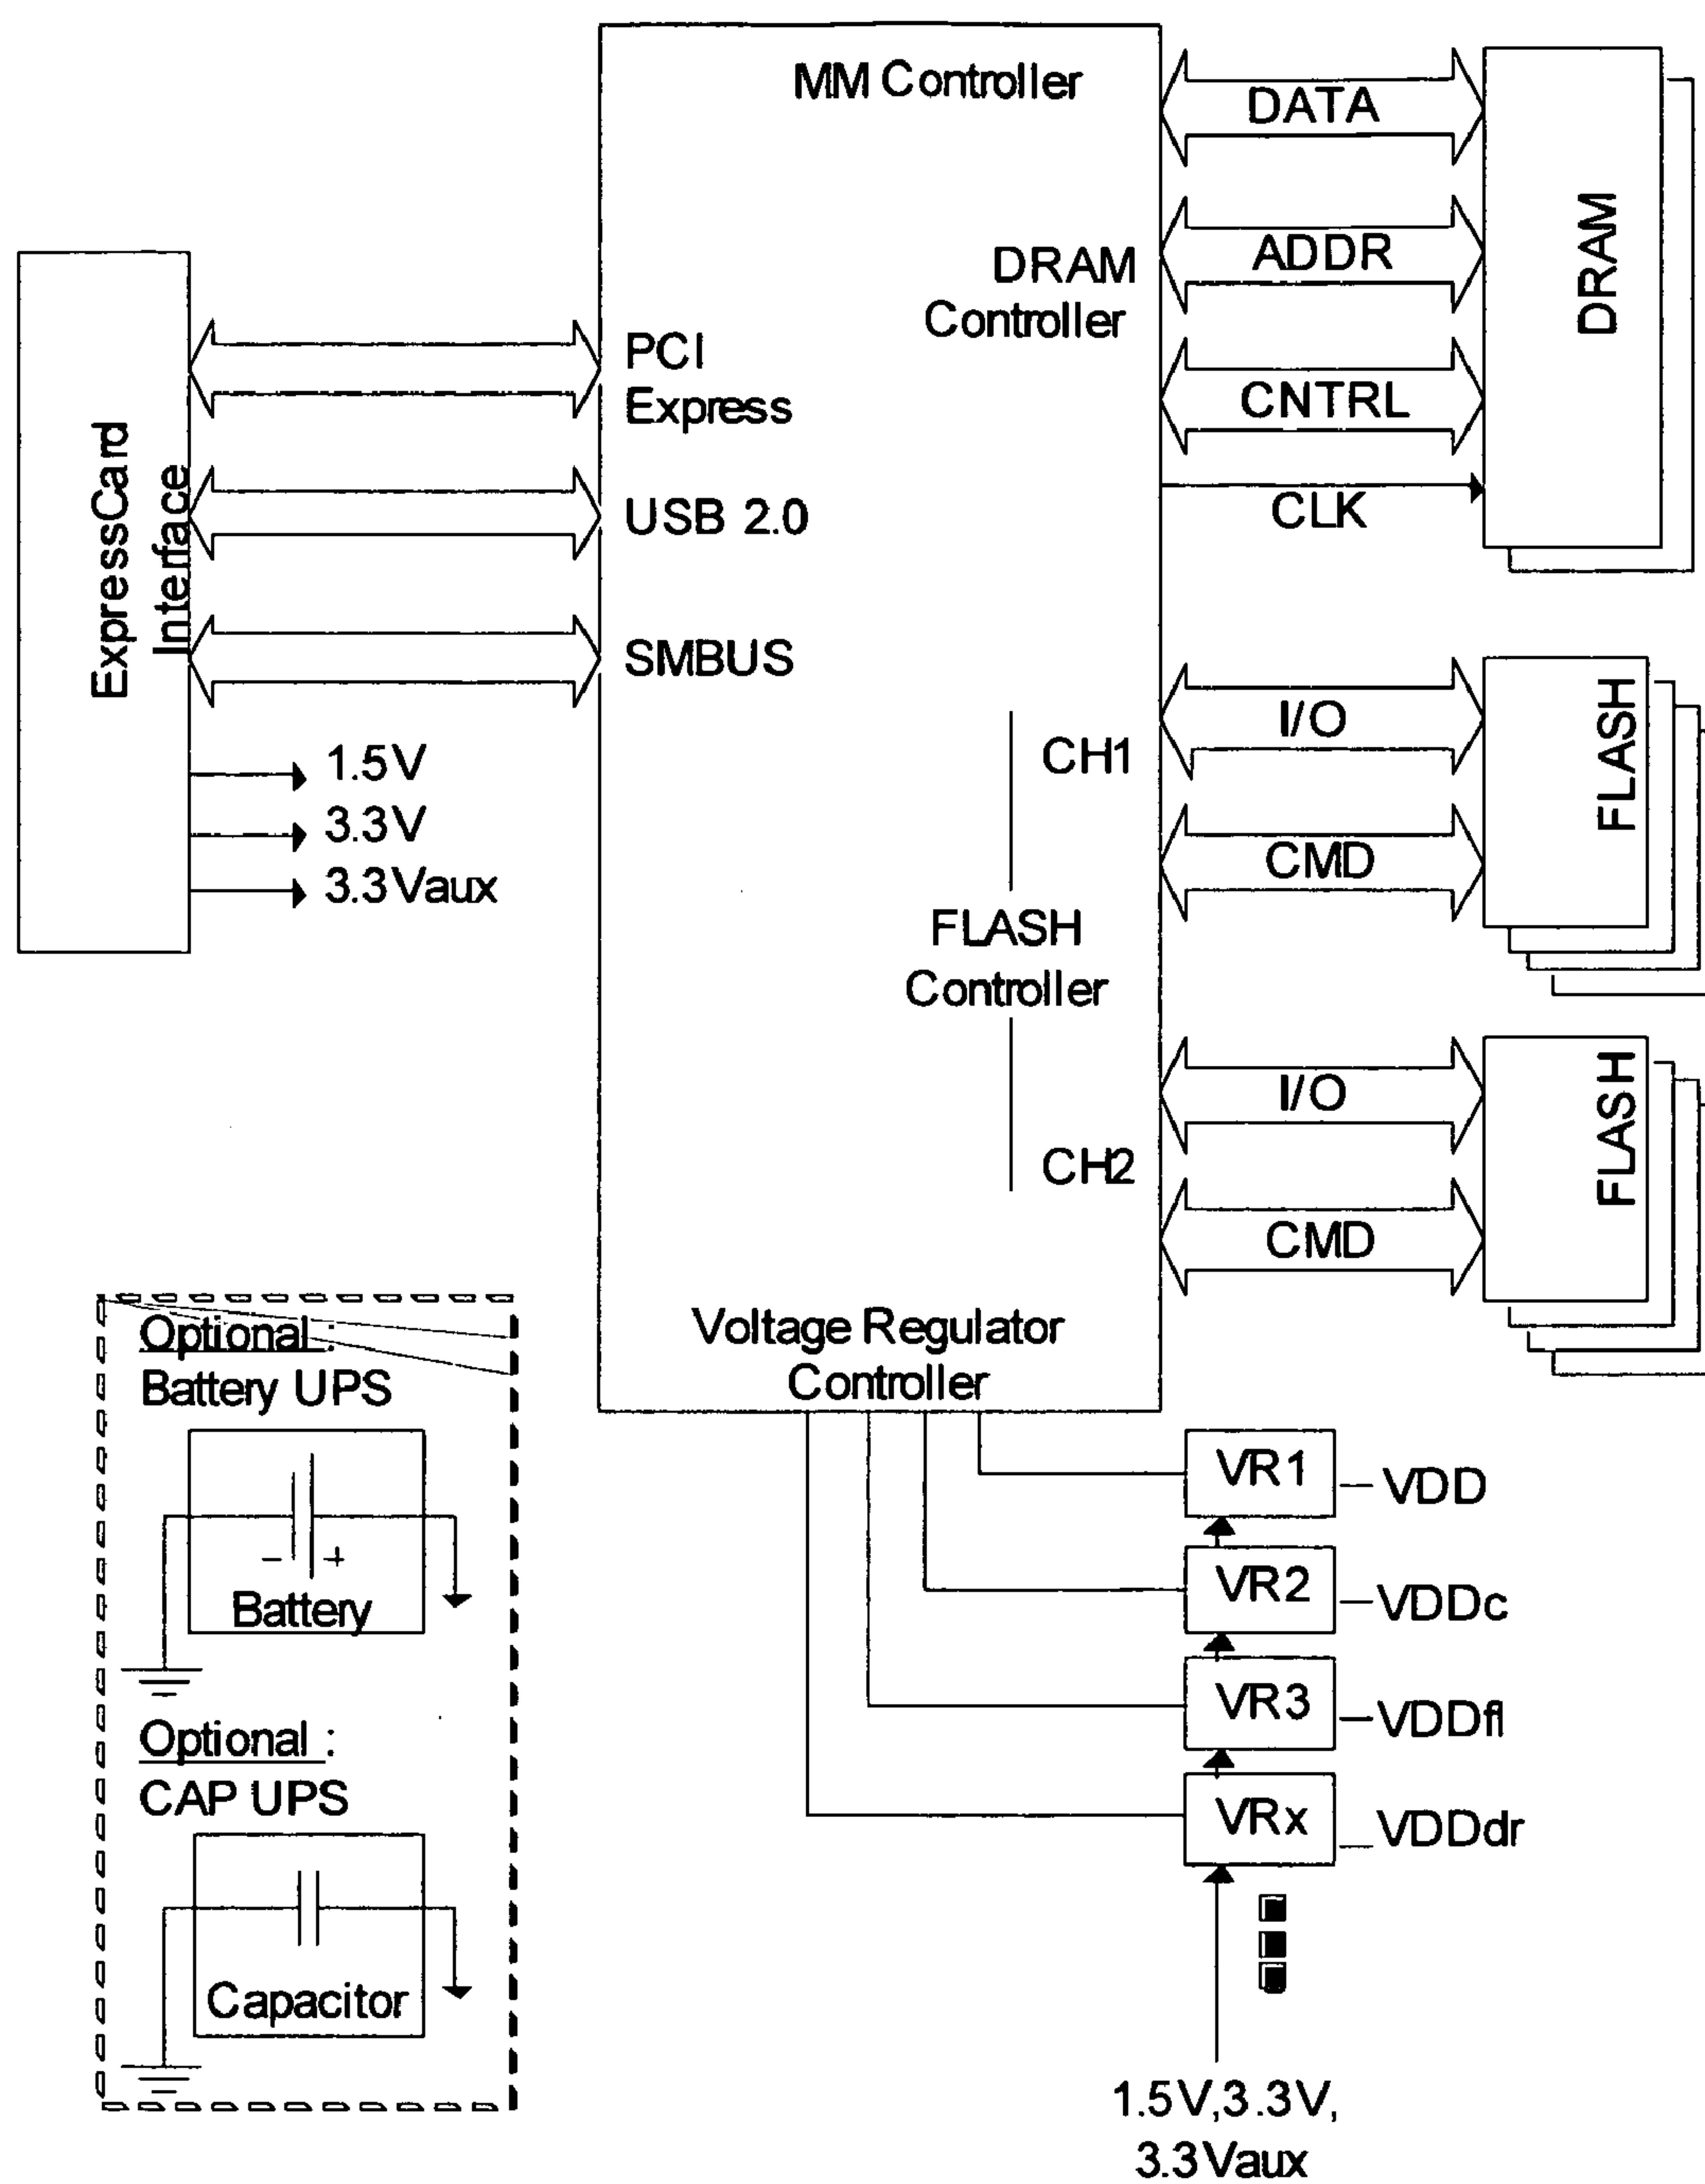 MM Controller
DATA
ADDR
CNTRL
CLK
DRAM
DRAM
Controller
ExpressCard
Interface
PCI
Express
USB 2.0
SMBUS
1.5V
3.3V
3.3Vaux
CH1
I/O
CMD
FLASH
FLASH
Controller
CH2
I/O
CMD
FLASH
Voltage Regulator
Controller
Optional :
Battery UPS
- +
Battery
Optional :
CAP UPS
Capacitor
VR1
VDD
VR2
VDDc
VR3
VDDfl
VRx
VDDdr
1.5V,3.3V,
3.3Vaux